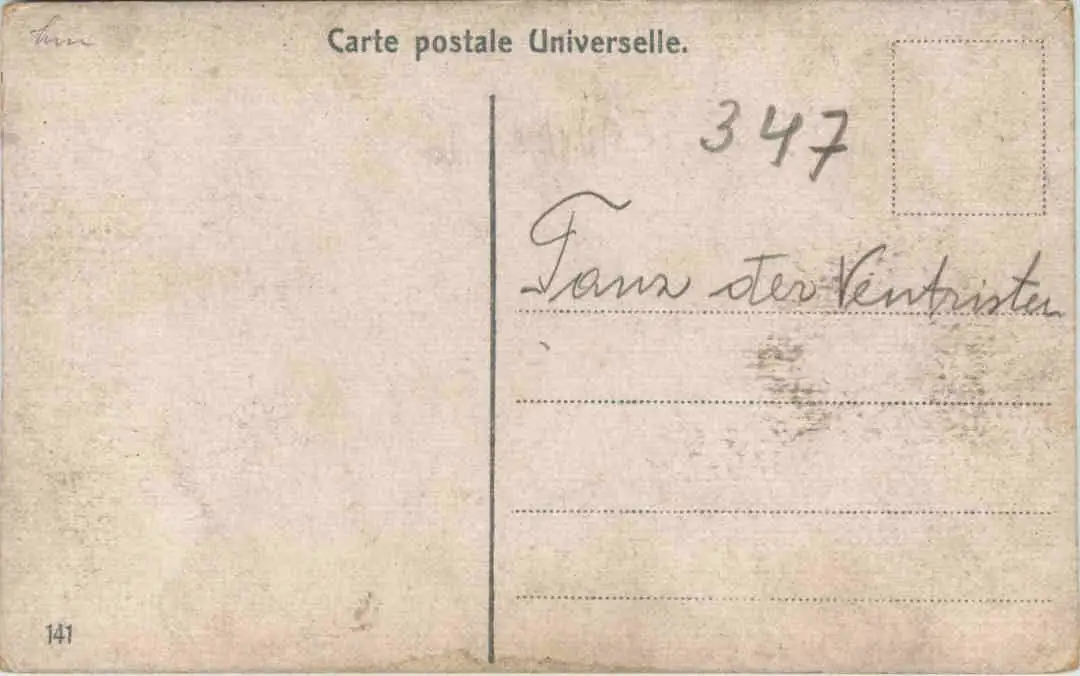 Carte postale Universelle.
347
Tanz der Ventristen
141